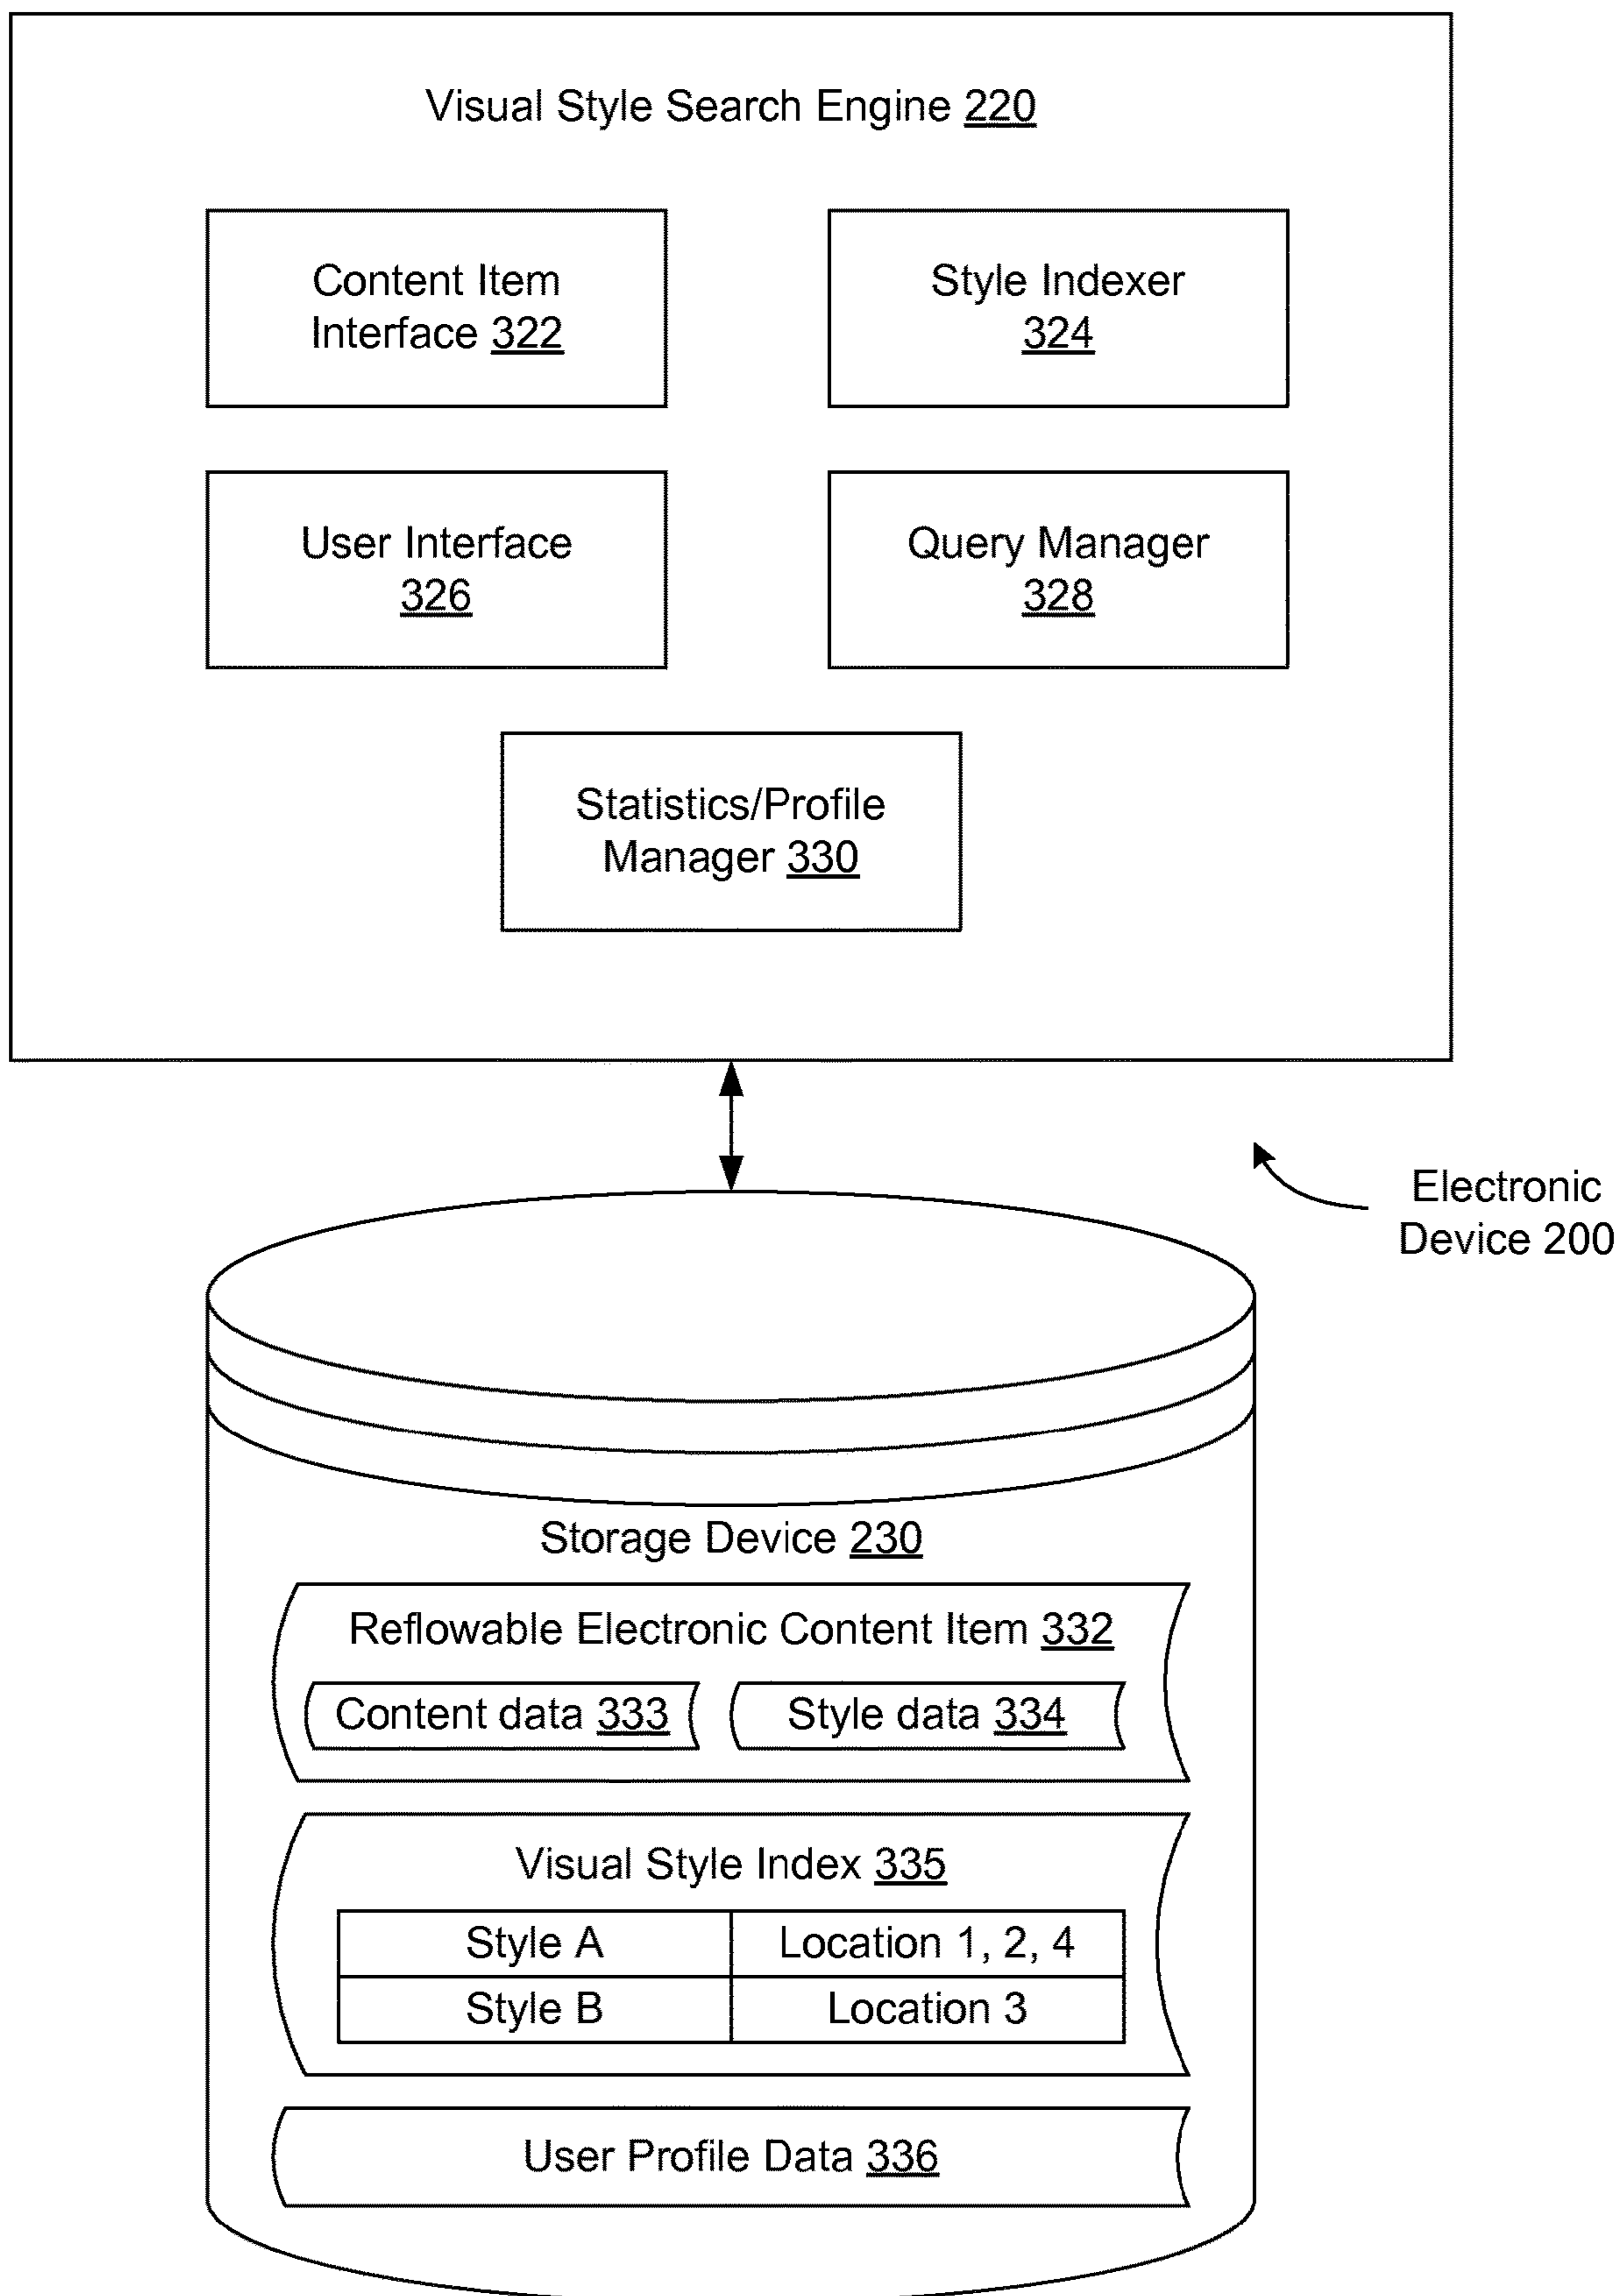 Visual Style Search Engine 220
Content Item
Interface 322
Style Indexer
324
User Interface
326
Query Manager
328
Statistics/Profile
Manager 330
Electronic
Device 200
Storage Device 230
Reflowable Electronic Content Item 332
Content data 333
Style data 334
Visual Style Index 335
Style A
Location 1, 2, 4
Style B
Location 3
User Profile Data 336